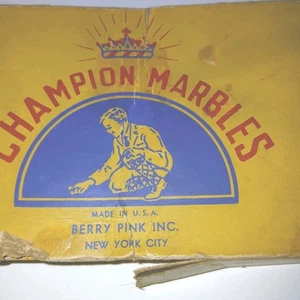 CHAMPION MARBLES
MADE IN U.S.A.
BERRY PINK INC.
NEW YORK CITY